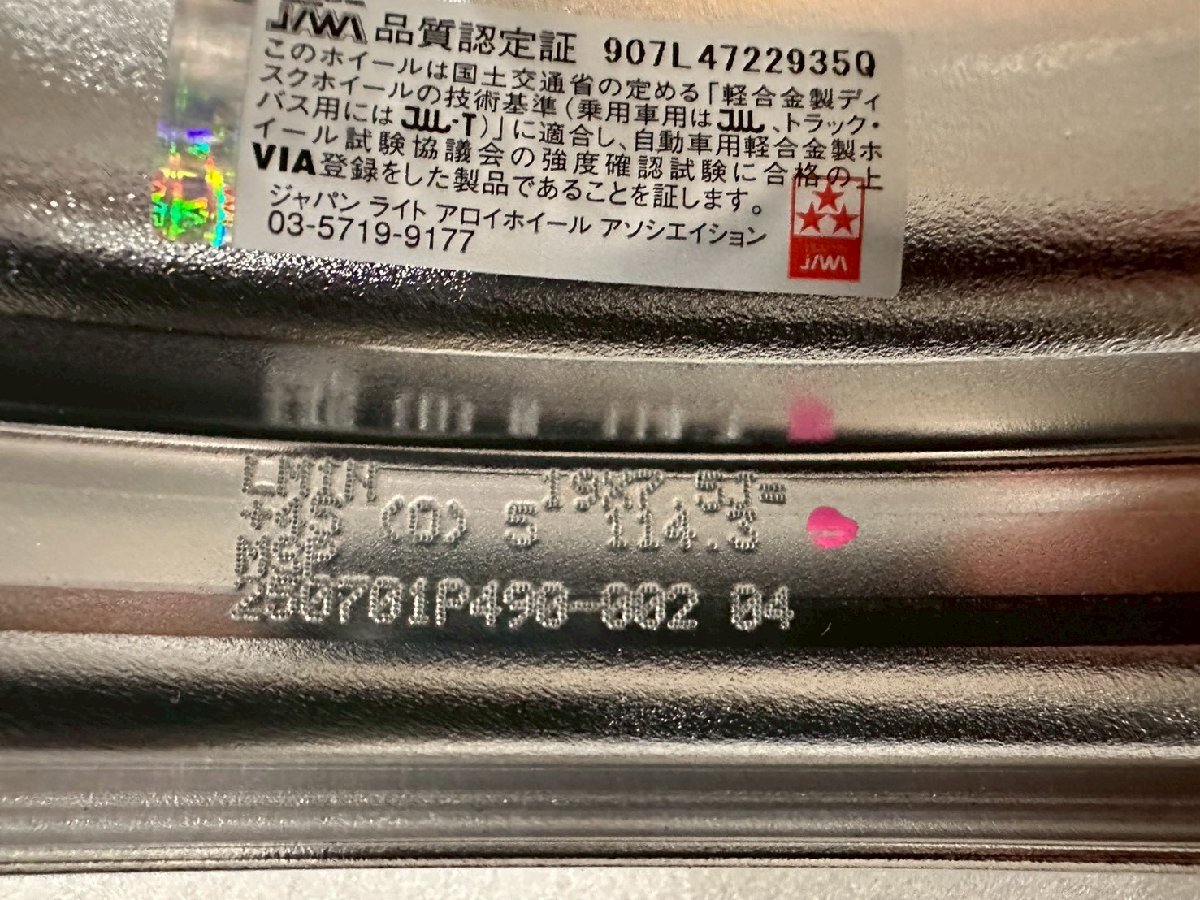 JAWA 品質認定証 907L4722935Q
このホイールは国土交通省の定める「軽合金製ディ
スクホイールの技術基準(乗用車用はJWL、トラック・
バス用にはJWL-T)」に適合し、自動車用軽合金製ホ
イール試験協議会の強度確認試験に合格の上
VIA登録をした製品であることを証します。
ジャパン ライト アロイホイール アソシエイション
03-5719-9177
JAWA
LM1N 19X7.5J=
+45 (D) 5 114.3
250701P490-002 04